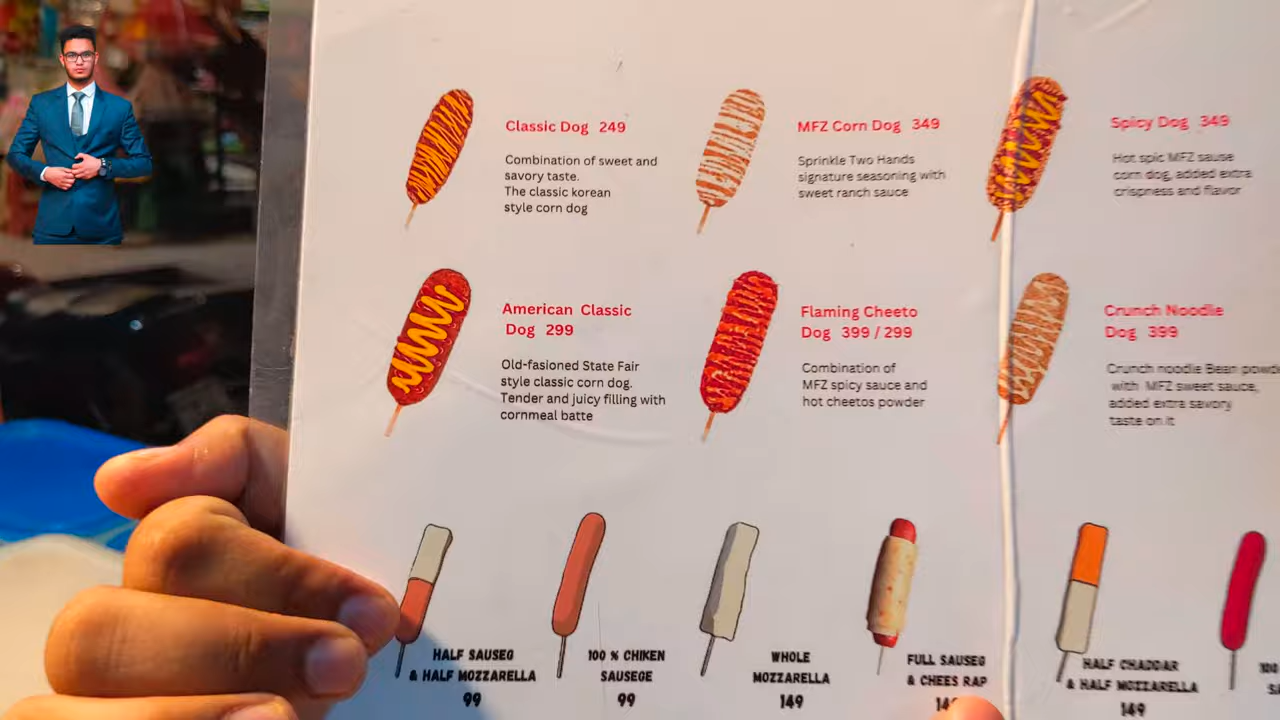 Classic Dog 249
Combination of sweet and
savory taste.
The classic korean
style corn dog
MFZ Corn Dog 349
Sprinkle Two Hands
signature seasoning with
sweet ranch sauce
Spicy Dog 349
Hot spic MFZ sause
corn dog, added extra
crispness and flavor
American Classic
Dog 299
Old-fasioned State Fair
style classic corn dog.
Tender and juicy filling with
cornmeal batte
Flaming Cheeto
Dog 399 / 299
Combination of
MFZ spicy sauce and
hot cheetos powder
Crunch Noodle
Dog 399
Crunch noodle Bean
with MFZ sweet sauce,
added extra savory
taste on it
HALF SAUSEG
& HALF MOZZARELLA
99
100 % CHIKEN
SAUSEGE
99
WHOLE
MOZZARELLA
149
FULL SAUSEG
& CHEES RAP
HALF CHADDAR
& HALF MOZZARELLA
149